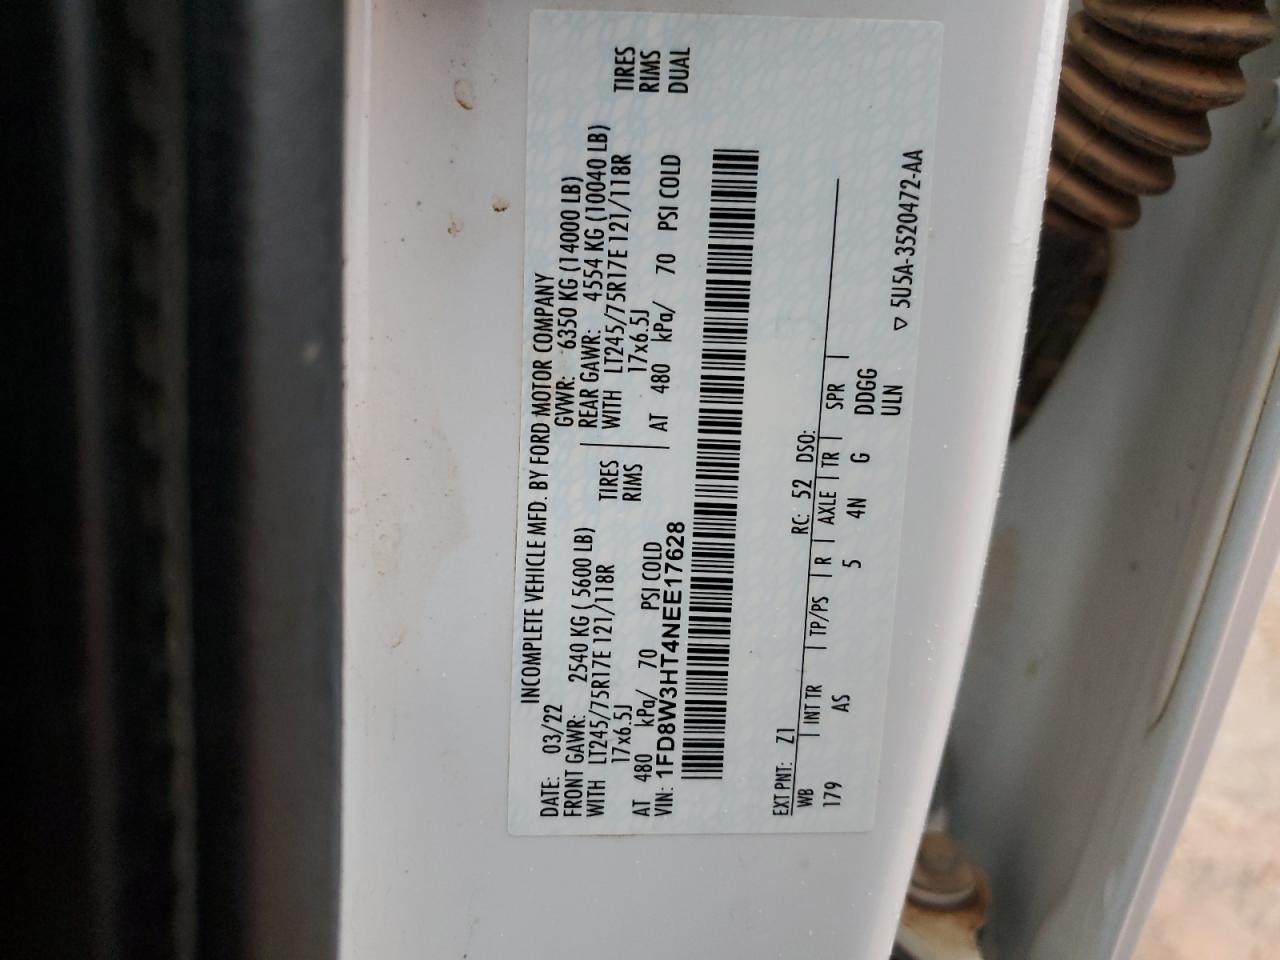 INCOMPLETE VEHICLE MFD. BY FORD MOTOR COMPANY
DATE: 03/22 GVWR: 6350 KG (14000 LB)
FRONT GAWR: 2540 KG ( 5600 LB) REAR GAWR: 4554 KG (10040 LB)
WITH LT245/75R17E 121/118R TIRES WITH LT245/75R17E 121/118R TIRES
17x6.5J RIMS 17x6.5J RIMS
AT 480 kPa/ 70 PSI COLD AT 480 kPa/ 70 PSI COLD DUAL
VIN: 1FD8W3HT4NEE17628
EXT PNT: Z1 RC: 52 DSO:
WB | INT TR | TP/PS | R | AXLE | TR | SPR |
179 AS 5 4N G DDGG
ULN
▽ 5U5A-3520472-AA